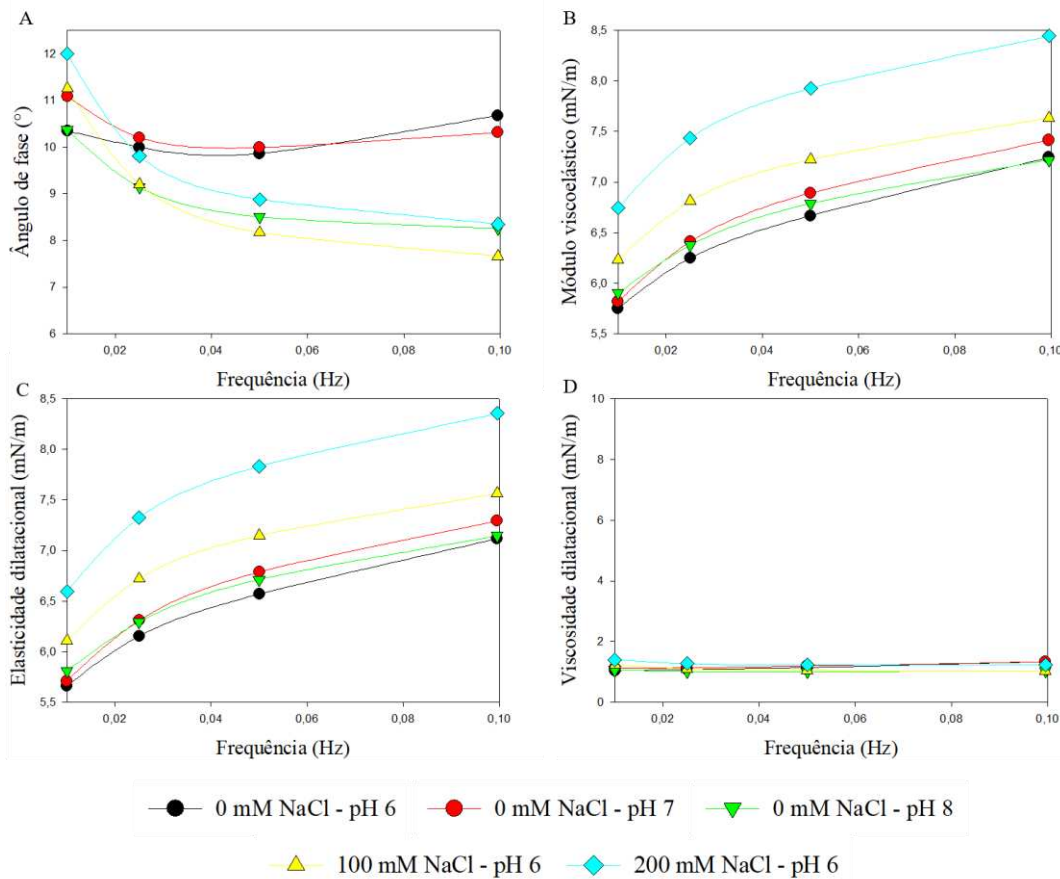 A
Ângulo de fase (°)
12
11
10
9
8
7
6
0,02 0,04 0,06 0,08 0,10
Frequência (Hz)
B
Módulo viscoelástico (mN/m)
8,5
8,0
7,5
7,0
6,5
6,0
5,5
0,02 0,04 0,06 0,08 0,10
Frequência (Hz)
C
Elasticidade dilatacional (mN/m)
8,5
8,0
7,5
7,0
6,5
6,0
5,5
0,02 0,04 0,06 0,08 0,10
Frequência (Hz)
D
Viscosidade dilatacional (mN/m)
10
8
6
4
2
0
0,02 0,04 0,06 0,08 0,10
Frequência (Hz)
0 mM NaCl - pH 6 0 mM NaCl - pH 7 0 mM NaCl - pH 8
100 mM NaCl - pH 6 200 mM NaCl - pH 6